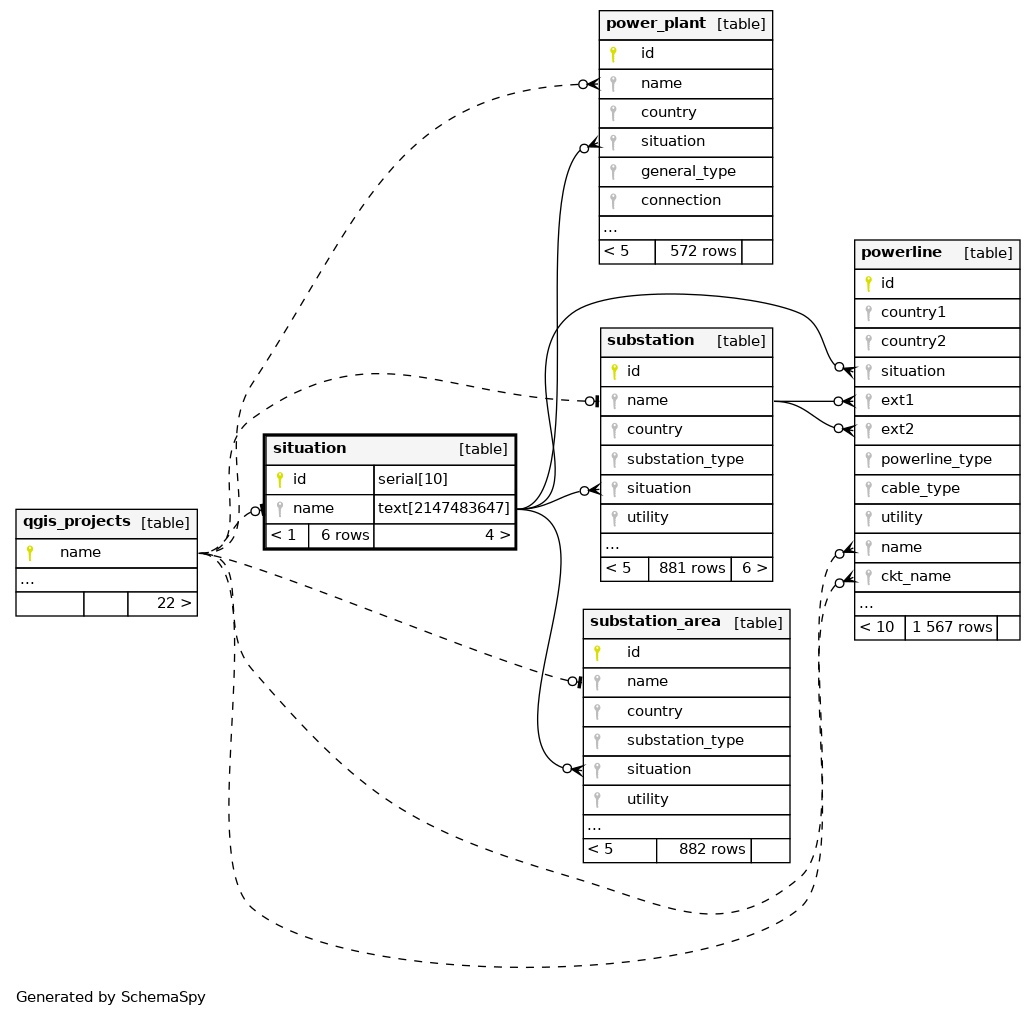 power_plant [table]
id
name
country
situation
general_type
connection
...
< 5 572 rows
powerline [table]
id
country1
country2
situation
ext1
ext2
powerline_type
cable_type
utility
name
ckt_name
...
< 10 1 567 rows
substation [table]
id
name
country
substation_type
situation
utility
...
< 5 881 rows 6 >
situation [table]
id serial[10]
name text[2147483647]
< 1 6 rows 4 >
qgis_projects [table]
name
...
22 >
substation_area [table]
id
name
country
substation_type
situation
utility
...
< 5 882 rows
Generated by SchemaSpy